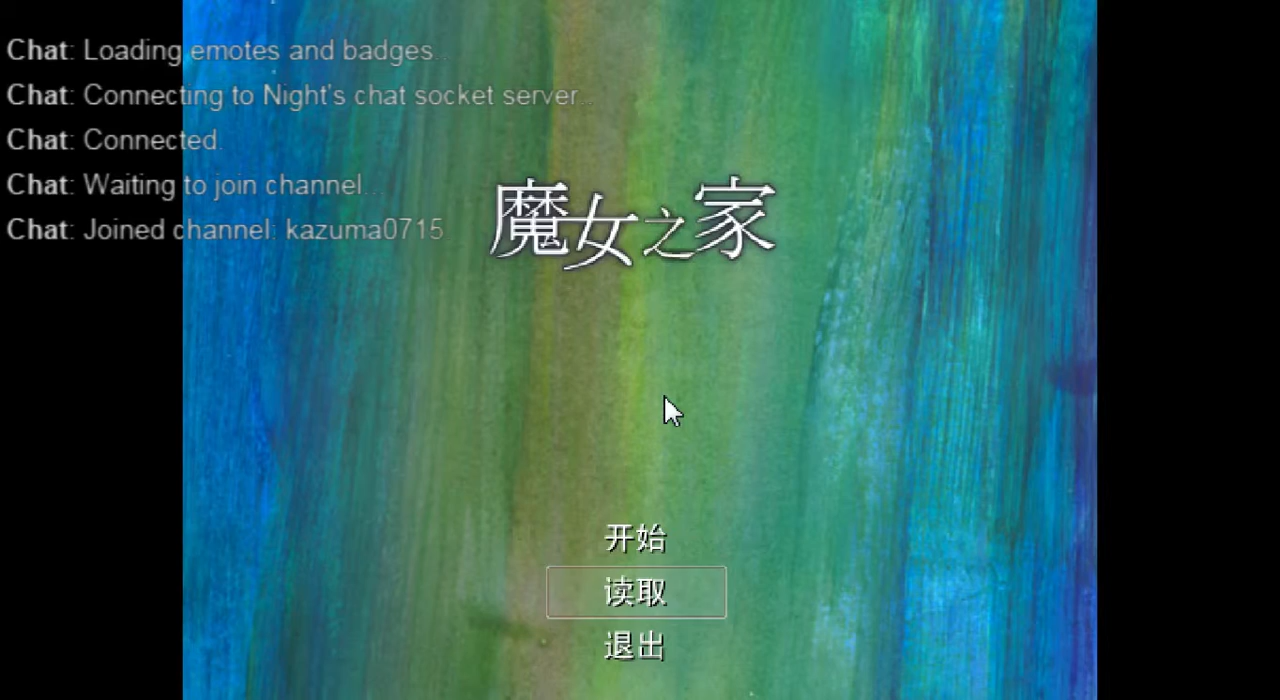 Chat: Loading emotes and badges...
Chat: Connecting to Night's chat socket server...
Chat: Connected.
Chat: Waiting to join channel...
Chat: Joined channel: kazuma0715
魔女之家
开始
读取
退出